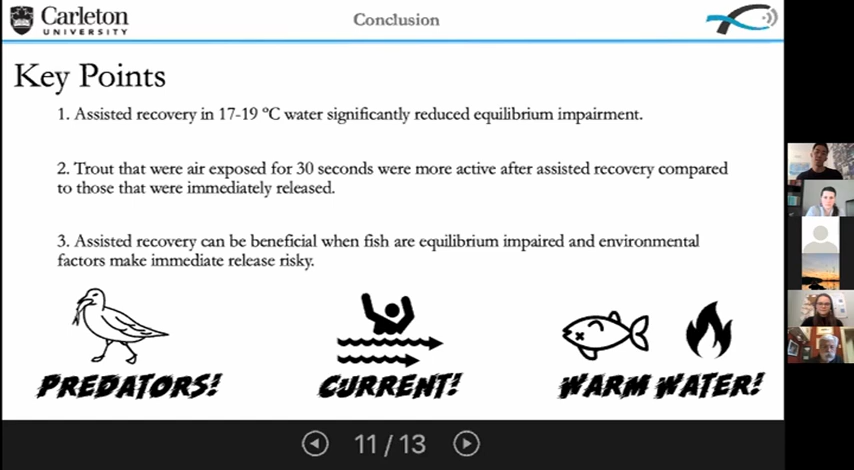 Carleton
UNIVERSITY
Conclusion
Key Points
1. Assisted recovery in 17-19 ºC water significantly reduced equilibrium impairment.
2. Trout that were air exposed for 30 seconds were more active after assisted recovery compared
to those that were immediately released.
3. Assisted recovery can be beneficial when fish are equilibrium impaired and environmental
factors make immediate release risky.
PREDATORS!
CURRENT!
WARM WATER!
11 / 13